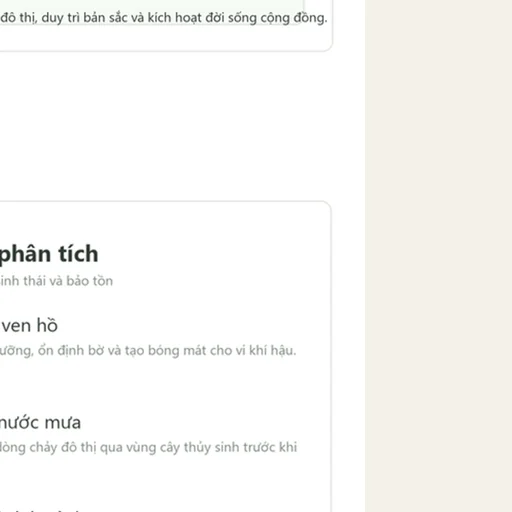 đô thị, duy trì bản sắc và kích hoạt đời sống cộng đồng.
phân tích
inh thái và bảo tồn
ven hồ
ưỡng, ổn định bờ và tạo bóng mát cho vi khí hậu.
nước mưa
dòng chảy đô thị qua vùng cây thủy sinh trước khi